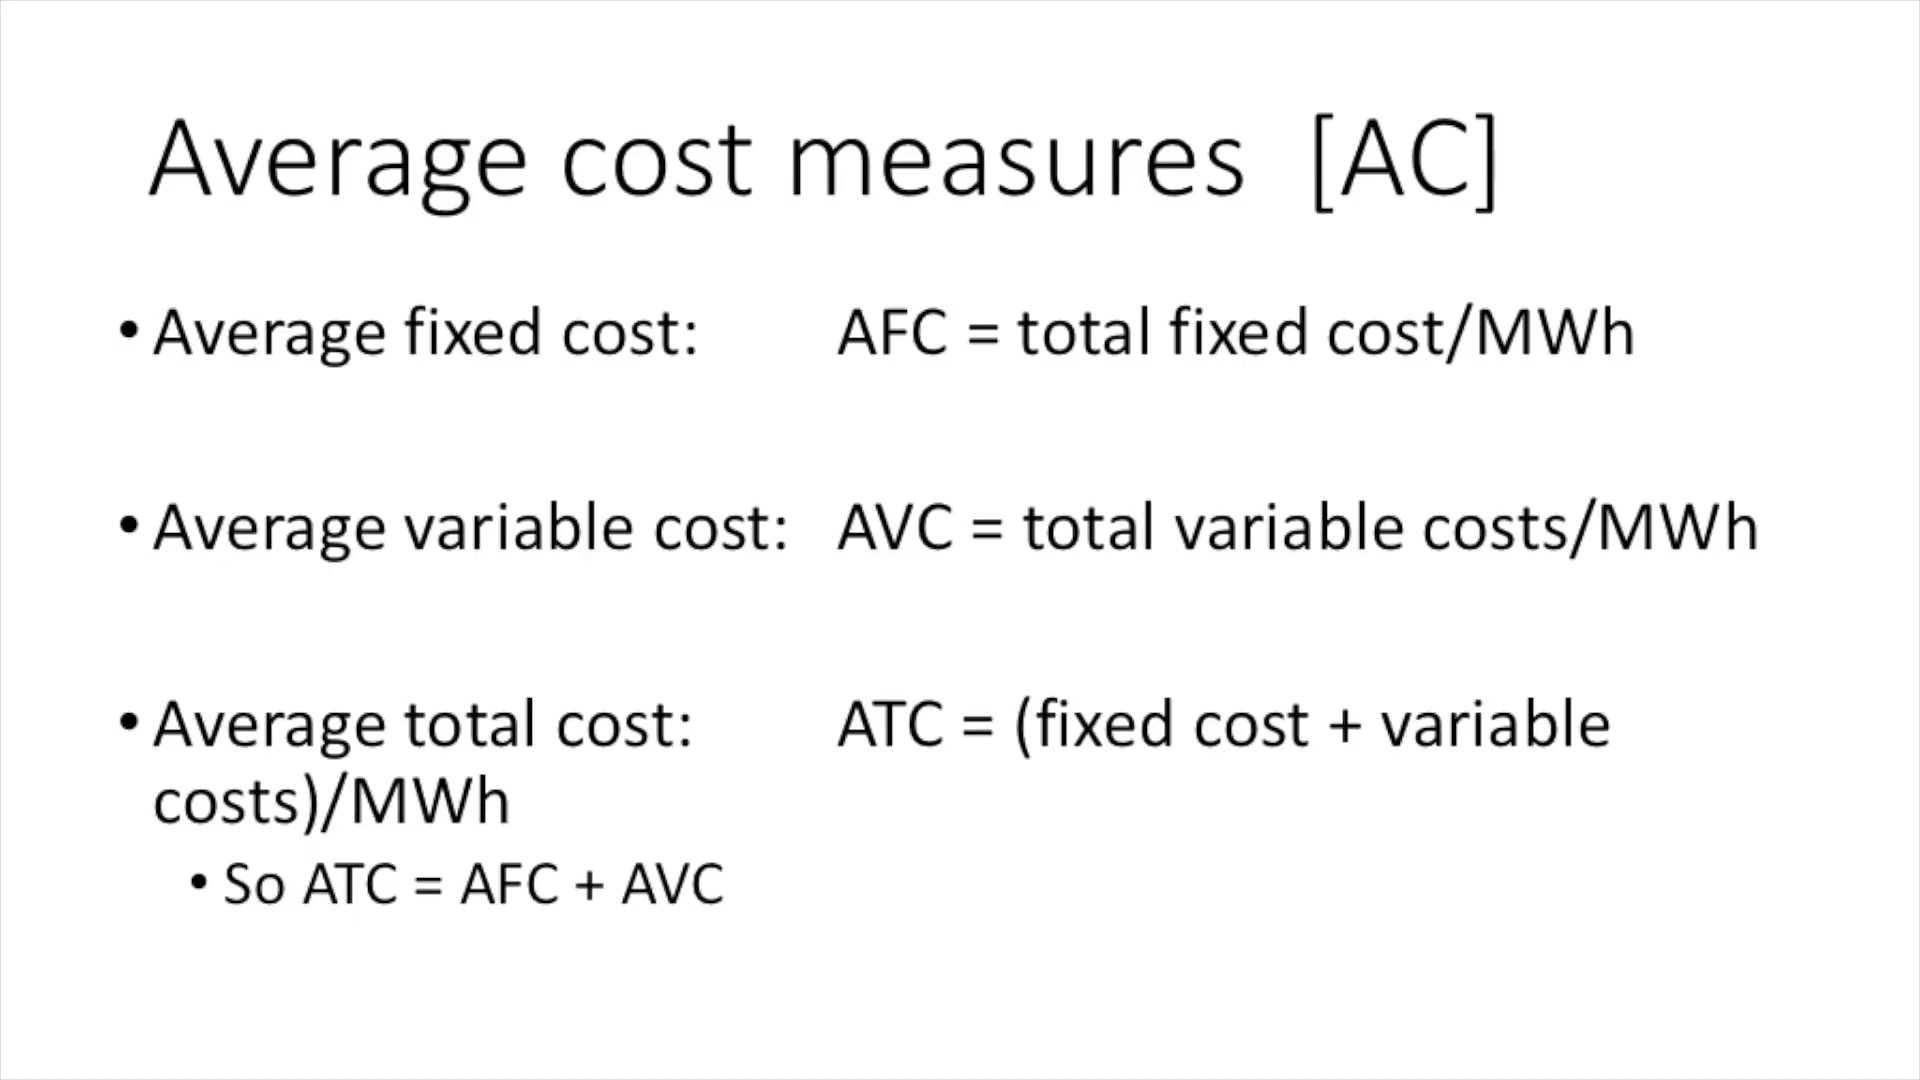 Average cost measures [AC]
• Average fixed cost: AFC = total fixed cost/MWh
• Average variable cost: AVC = total variable costs/MWh
• Average total cost: ATC = (fixed cost + variable
costs)/MWh
• So ATC = AFC + AVC